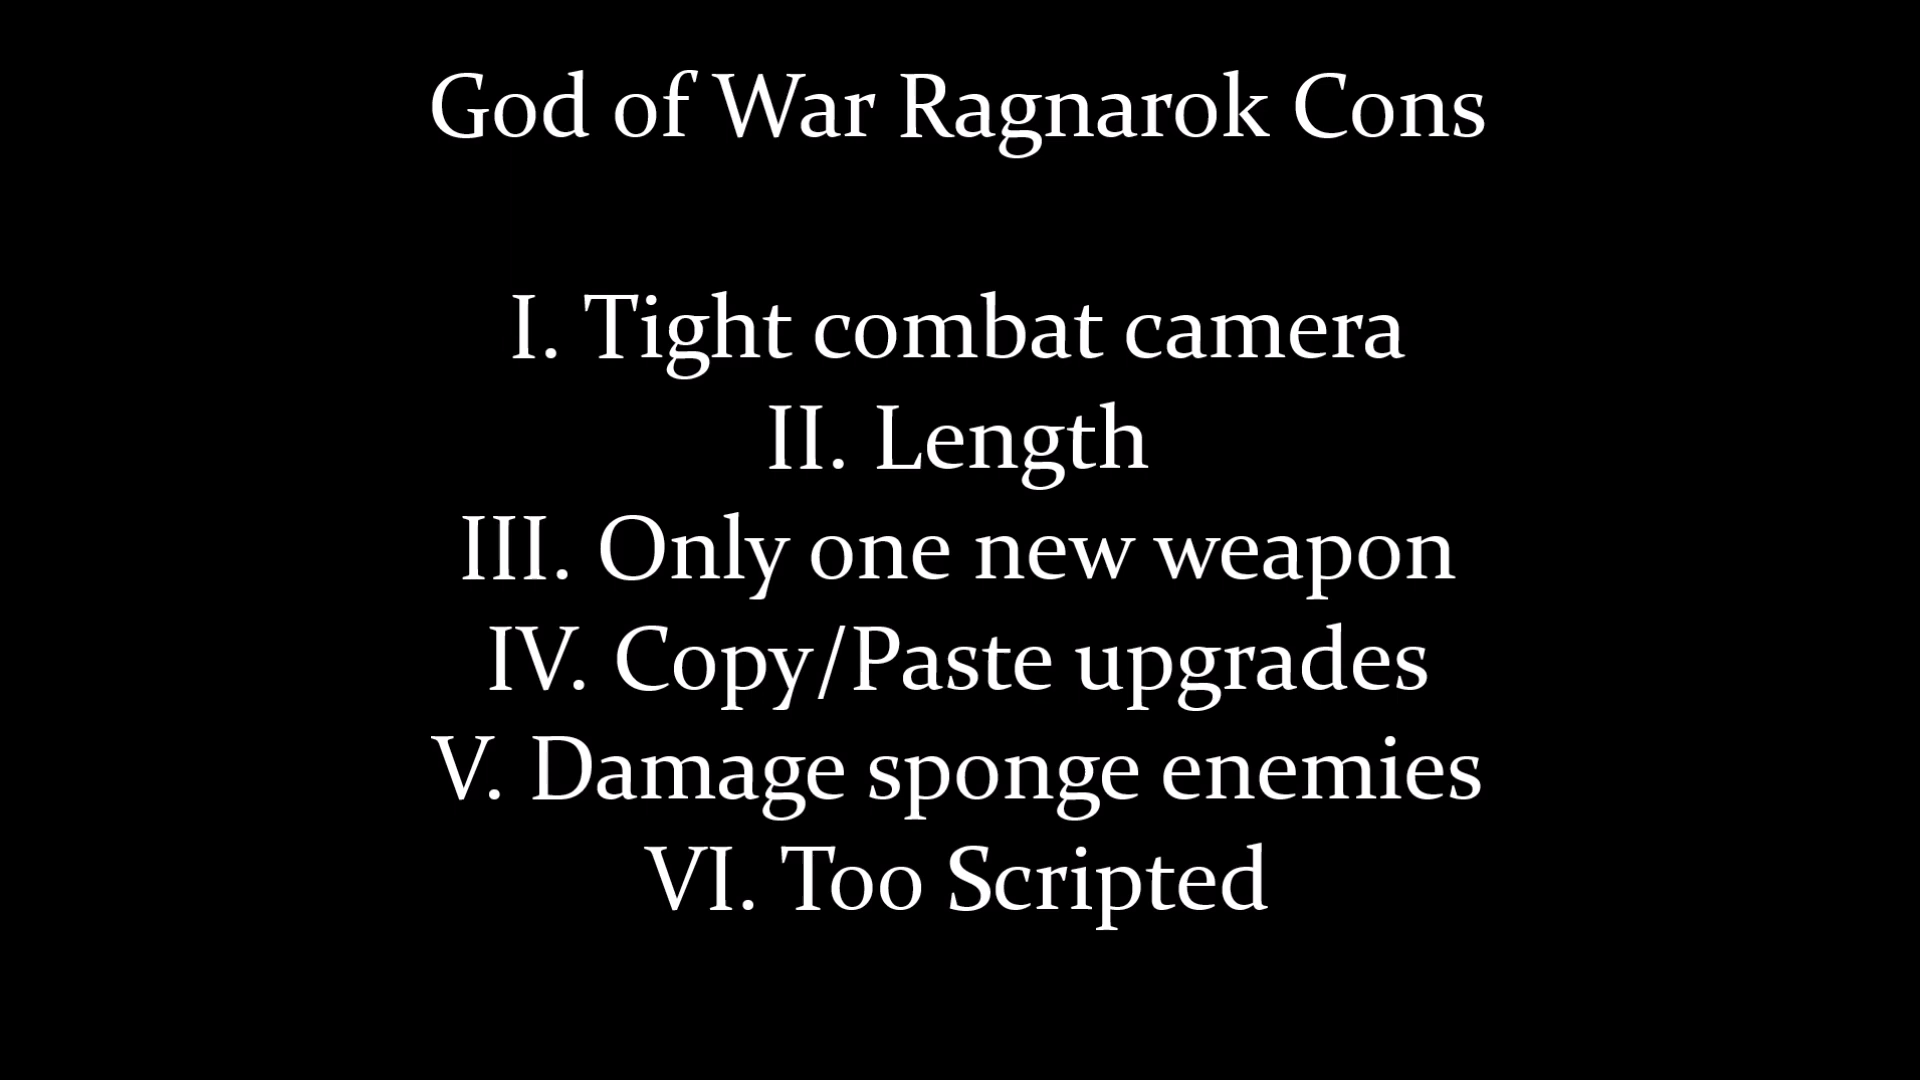 God of War Ragnarok Cons
I. Tight combat camera
II. Length
III. Only one new weapon
IV. Copy/Paste upgrades
V. Damage sponge enemies
VI. Too Scripted